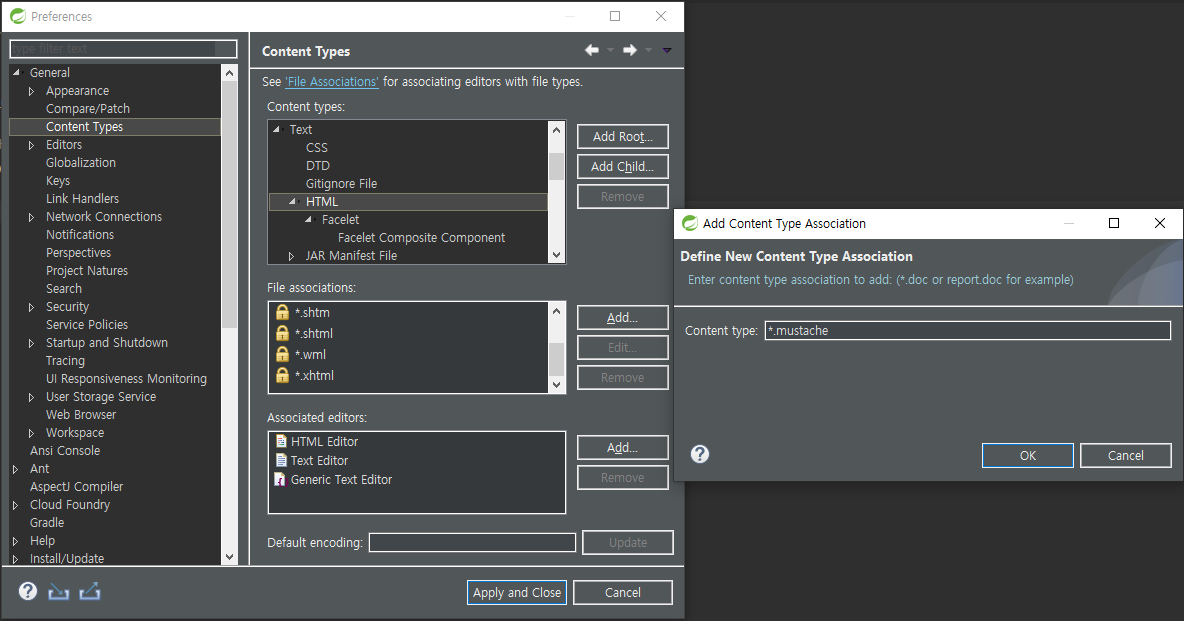 Preferences
type filter text
General
Appearance
Compare/Patch
Content Types
Editors
Globalization
Keys
Link Handlers
Network Connections
Notifications
Perspectives
Project Natures
Search
Security
Service Policies
Startup and Shutdown
Tracing
UI Responsiveness Monitoring
User Storage Service
Web Browser
Workspace
Ansi Console
Ant
AspectJ Compiler
Cloud Foundry
Gradle
Help
Install/Update
Content Types
See 'File Associations' for associating editors with file types.
Content types:
Text
CSS
DTD
Gitignore File
HTML
Facelet
Facelet Composite Component
JAR Manifest File
Add Root...
Add Child...
Remove
File associations:
*.shtm
*.shtml
*.wml
*.xhtml
Add...
Edit...
Remove
Associated editors:
HTML Editor
Text Editor
Generic Text Editor
Add...
Remove
Default encoding:
Update
Apply and Close
Cancel
Add Content Type Association
Define New Content Type Association
Enter content type association to add: (*.doc or report.doc for example)
Content type: *.mustache
OK
Cancel